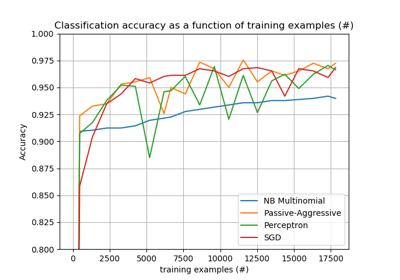 Classification accuracy as a function of training examples (#)
1.000
0.975
0.950
0.925
0.900
0.875
0.850
0.825
0.800
Accuracy
NB Multinomial
Passive-Aggressive
Perceptron
SGD
0 2500 5000 7500 10000 12500 15000 17500
training examples (#)